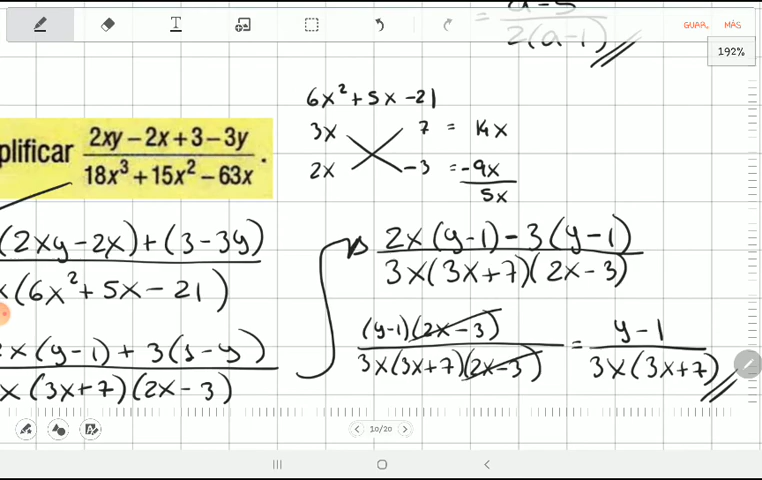 = a-5 / 2(a-1)
GUAR. MÁS
192%
6x² + 5x - 21
3x 7 = 14x
2x -3 = -9x
5x
plificar 2xy - 2x + 3 - 3y / 18x³ + 15x² - 63x .
(2xy-2x)+(3-3y) / x(6x²+5x-21)
2x(y-1)-3(y-1) / 3x(3x+7)(2x-3)
x(y-1)+3(1-y) / x(3x+7)(2x-3)
(y-1)(2x-3) / 3x(3x+7)(2x-3) = y-1 / 3x(3x+7)
10/20